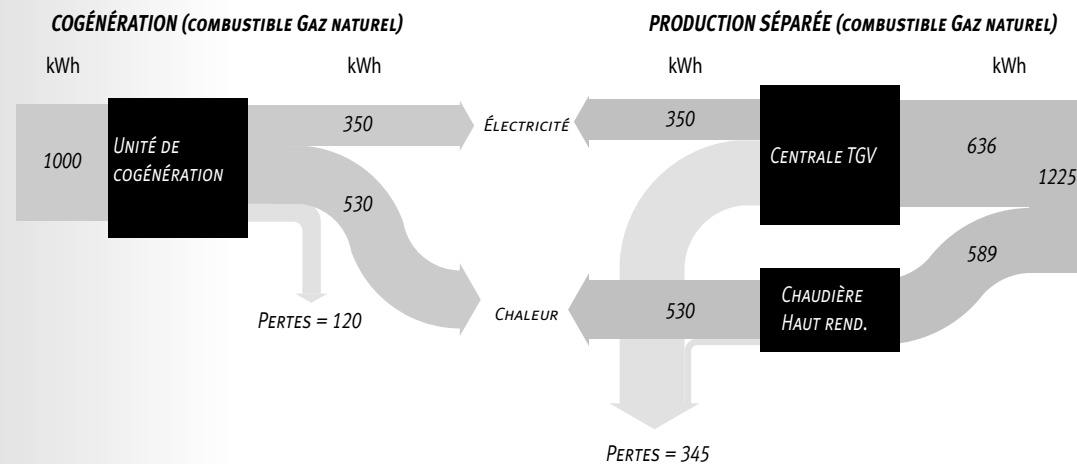 COGÉNÉRATION (COMBUSTIBLE GAZ NATUREL)
kWh
kWh
1000
UNITÉ DE
COGÉNÉRATION
350
530
PERTES = 120
ÉLECTRICITÉ
CHALEUR
PRODUCTION SÉPARÉE (COMBUSTIBLE GAZ NATUREL)
kWh
kWh
350
CENTRALE TGV
636
1225
530
CHAUDIÈRE
HAUT REND.
589
PERTES = 345